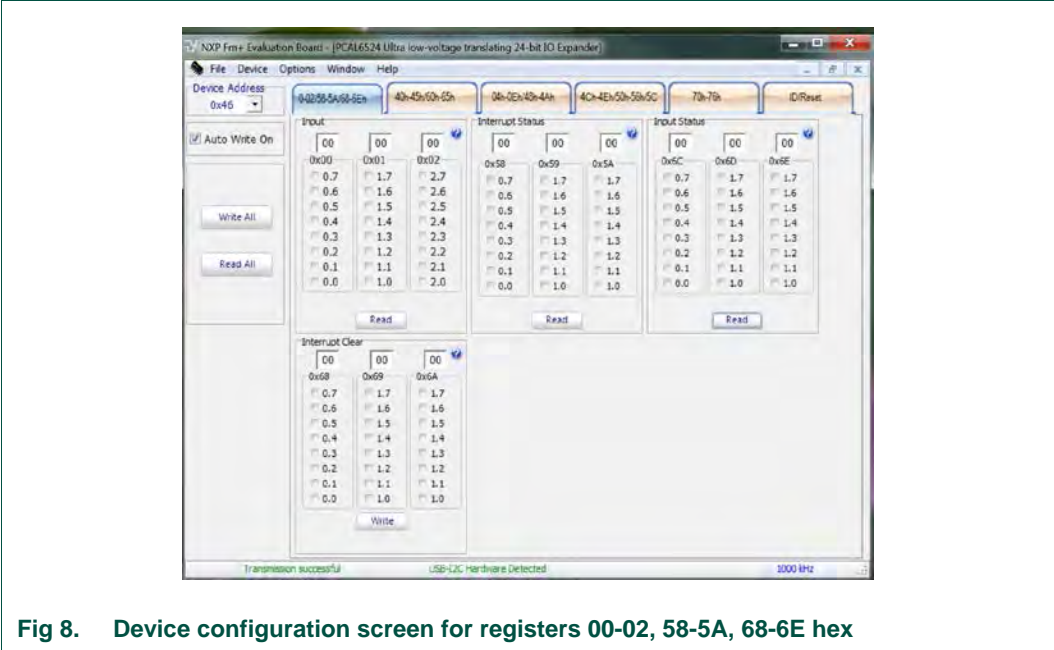 NXP Fm+ Evaluation Board - [PCAL6524 Ultra low-voltage translating 24-bit IO Expander]
File Device Options Window Help
Device Address
0x46
Auto Write On
Write All
Read All
0-02/58-5A/68-6Eh 40h-45h/60h-65h 04h-0Eh/48h-4Ah 4Ch-4Eh/50h-58h/5C 70h-76h ID/Reset
Input
00 00 00
0x00 0x01 0x02
0.7 1.7 2.7
0.6 1.6 2.6
0.5 1.5 2.5
0.4 1.4 2.4
0.3 1.3 2.3
0.2 1.2 2.2
0.1 1.1 2.1
0.0 1.0 2.0
Read
Interrupt Status
00 00 00
0x58 0x59 0x5A
0.7 1.7 1.7
0.6 1.6 1.6
0.5 1.5 1.5
0.4 1.4 1.4
0.3 1.3 1.3
0.2 1.2 1.2
0.1 1.1 1.1
0.0 1.0 1.0
Read
Input Status
00 00 00
0x6C 0x6D 0x6E
0.7 1.7 1.7
0.6 1.6 1.6
0.5 1.5 1.5
0.4 1.4 1.4
0.3 1.3 1.3
0.2 1.2 1.2
0.1 1.1 1.1
0.0 1.0 1.0
Read
Interrupt Clear
00 00 00
0x68 0x69 0x6A
0.7 1.7 1.7
0.6 1.6 1.6
0.5 1.5 1.5
0.4 1.4 1.4
0.3 1.3 1.3
0.2 1.2 1.2
0.1 1.1 1.1
0.0 1.0 1.0
Write
Transmission successful USB-I2C Hardware Detected 1000 kHz
Fig 8. Device configuration screen for registers 00-02, 58-5A, 68-6E hex